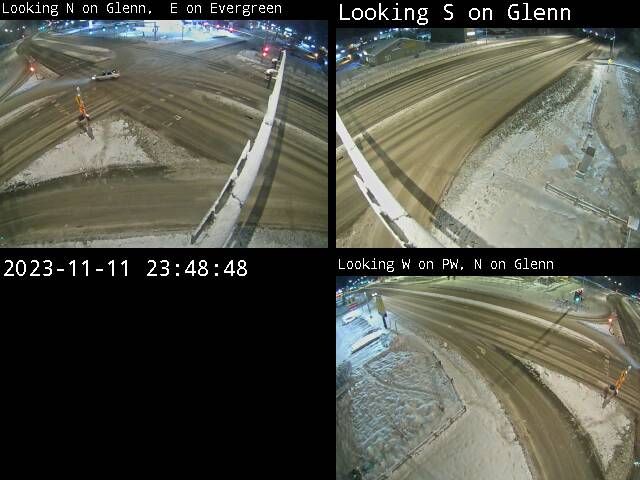 Looking N on Glenn,  E on Evergreen
Looking S on Glenn
2023-11-11 23:48:48
Looking W on PW, N on Glenn